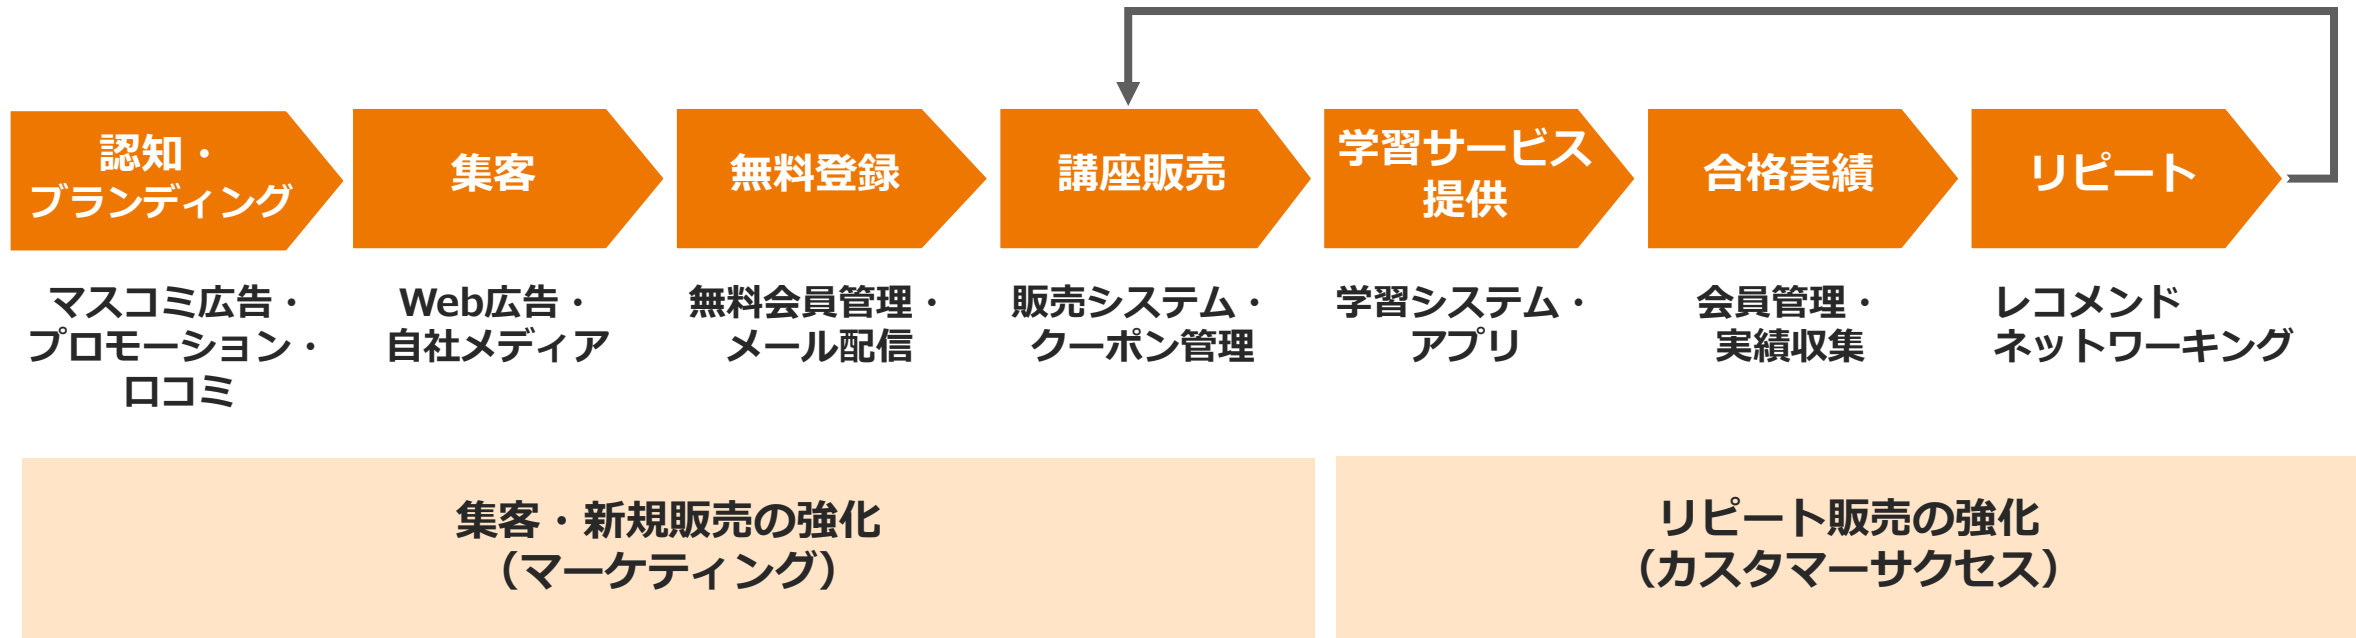 認知・
ブランディング
集客
無料登録
講座販売
学習サービス
提供
合格実績
リピート
マスコミ広告・
プロモーション・
口コミ
Web広告・
自社メディア
無料会員管理・
メール配信
販売システム・
クーポン管理
学習システム・
アプリ
会員管理・
実績収集
レコメンド
ネットワーキング
集客・新規販売の強化
（マーケティング）
リピート販売の強化
（カスタマーサクセス）